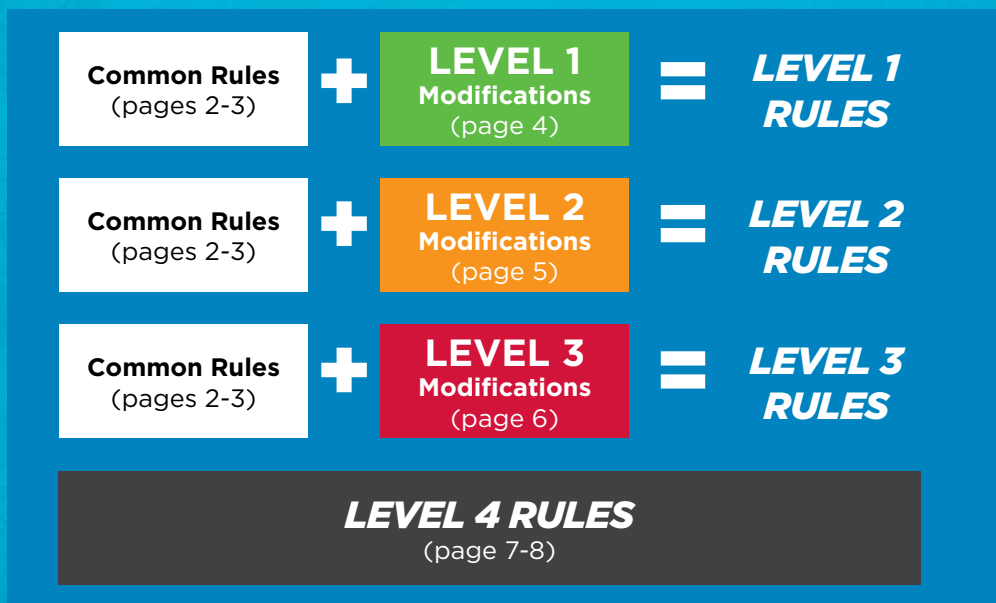 Common Rules
(pages 2-3)
+
LEVEL 1
Modifications
(page 4)
=
LEVEL 1
RULES
Common Rules
(pages 2-3)
+
LEVEL 2
Modifications
(page 5)
=
LEVEL 2
RULES
Common Rules
(pages 2-3)
+
LEVEL 3
Modifications
(page 6)
=
LEVEL 3
RULES
LEVEL 4 RULES
(page 7-8)